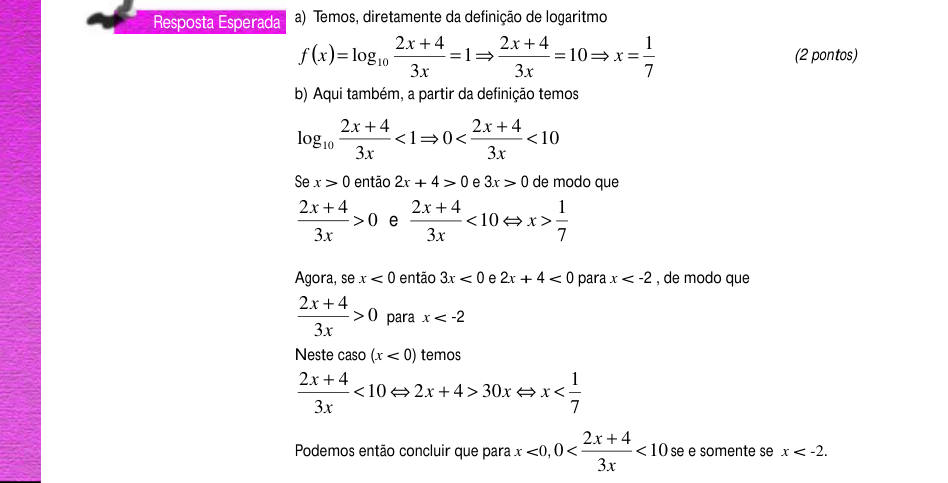 Resposta Esperada
a) Temos, diretamente da definição de logaritmo
f(x) = log₁₀ (2x + 4)/(3x) = 1 ⇒ (2x + 4)/(3x) = 10 ⇒ x = 1/7 (2 pontos)
b) Aqui também, a partir da definição temos
log₁₀ (2x + 4)/(3x) < 1 ⇒ 0 < (2x + 4)/(3x) < 10
Se x > 0 então 2x + 4 > 0 e 3x > 0 de modo que
(2x + 4)/(3x) > 0 e (2x + 4)/(3x) < 10 ⇔ x > 1/7
Agora, se x < 0 então 3x < 0 e 2x + 4 < 0 para x < -2 , de modo que
(2x + 4)/(3x) > 0 para x < -2
Neste caso (x < 0) temos
(2x + 4)/(3x) < 10 ⇔ 2x + 4 > 30x ⇔ x < 1/7
Podemos então concluir que para x <0, 0 < (2x + 4)/(3x) < 10 se e somente se x < -2.